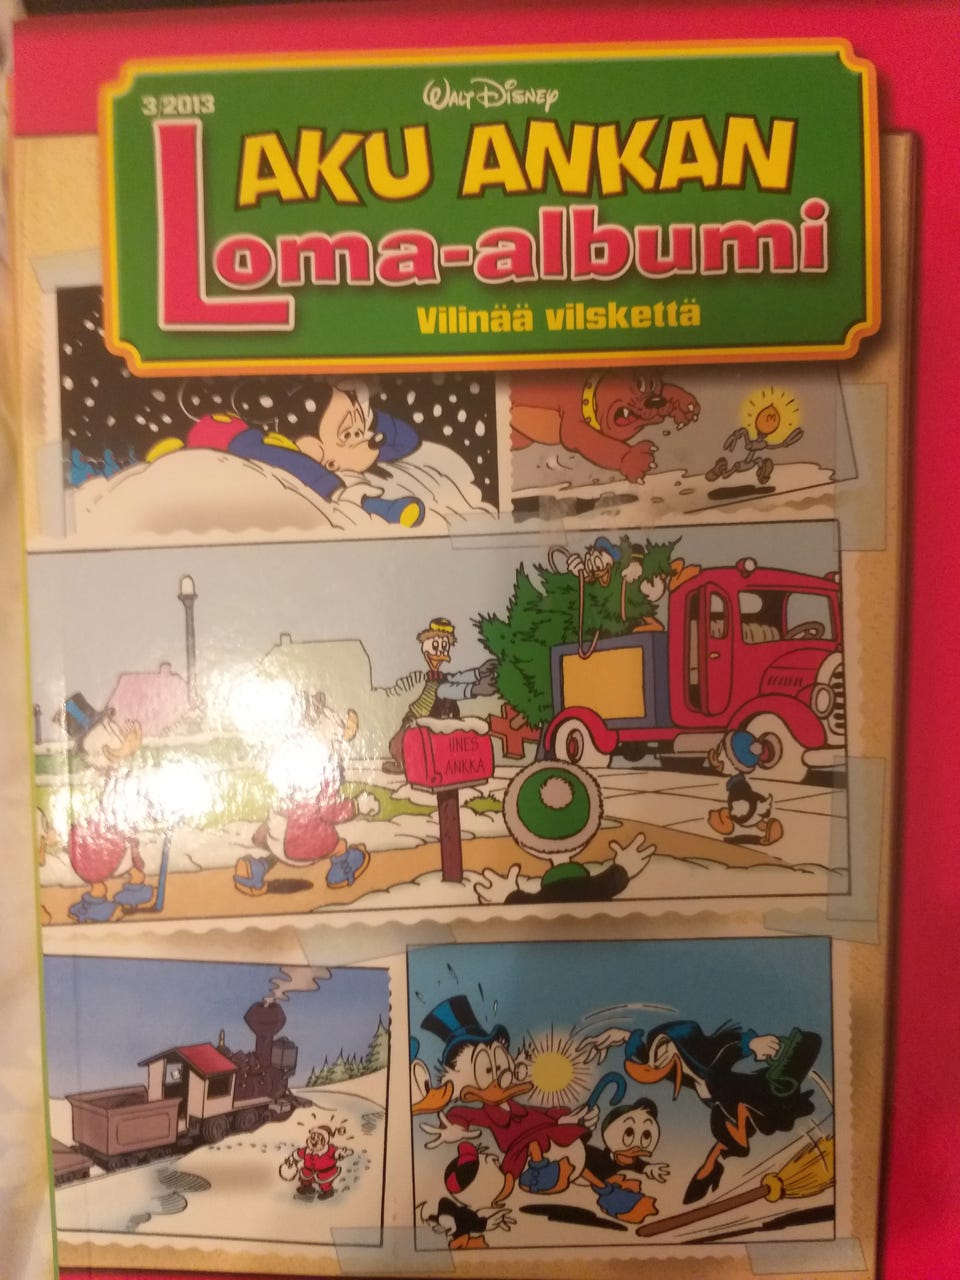 3/2013
WALT DISNEY
AKU ANKAN
Loma-albumi
Vilinää vilskettä
IINES
ANKKA